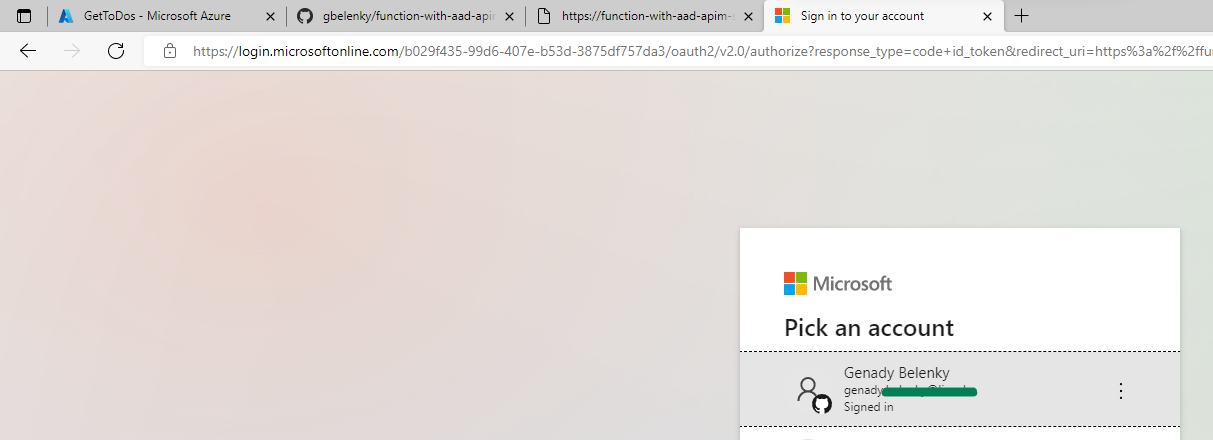 GetToDos - Microsoft Azure
gbelenky/function-with-aad-apim
https://function-with-aad-apim-
Sign in to your account
https://login.microsoftonline.com/b029f435-99d6-407e-b53d-3875df757da3/oauth2/v2.0/authorize?response_type=code+id_token&redirect_uri=https%3a%2f%2ffu
Microsoft
Pick an account
Genady Belenky
genady
Signed in